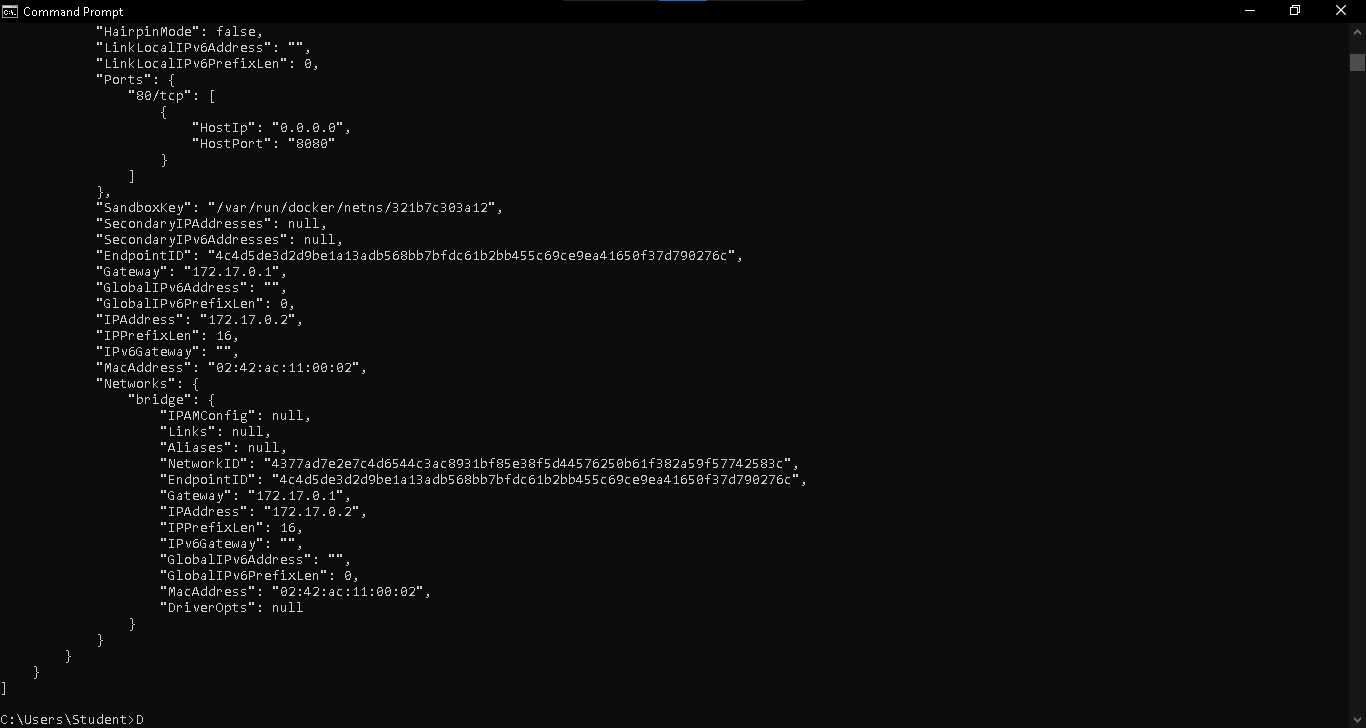 Command Prompt
"HairpinMode": false,
"LinkLocalIPv6Address": "",
"LinkLocalIPv6PrefixLen": 0,
"Ports": {
"80/tcp": [
{
"HostIp": "0.0.0.0",
"HostPort": "8080"
}
]
},
"SandboxKey": "/var/run/docker/netns/321b7c303a12",
"SecondaryIPAddresses": null,
"SecondaryIPv6Addresses": null,
"EndpointID": "4c4d5de3d2d9be1a13adb568bb7bfdc61b2bb455c69ce9ea41650f37d790276c",
"Gateway": "172.17.0.1",
"GlobalIPv6Address": "",
"GlobalIPv6PrefixLen": 0,
"IPAddress": "172.17.0.2",
"IPPrefixLen": 16,
"IPv6Gateway": "",
"MacAddress": "02:42:ac:11:00:02",
"Networks": {
"bridge": {
"IPAMConfig": null,
"Links": null,
"Aliases": null,
"NetworkID": "4377ad7e2e7c4d6544c3ac8931bf85e38f5d44576250b61f382a59f57742583c",
"EndpointID": "4c4d5de3d2d9be1a13adb568bb7bfdc61b2bb455c69ce9ea41650f37d790276c",
"Gateway": "172.17.0.1",
"IPAddress": "172.17.0.2",
"IPPrefixLen": 16,
"IPv6Gateway": "",
"GlobalIPv6Address": "",
"GlobalIPv6PrefixLen": 0,
"MacAddress": "02:42:ac:11:00:02",
"DriverOpts": null
}
}
}
}
]
C:\Users\Student>D